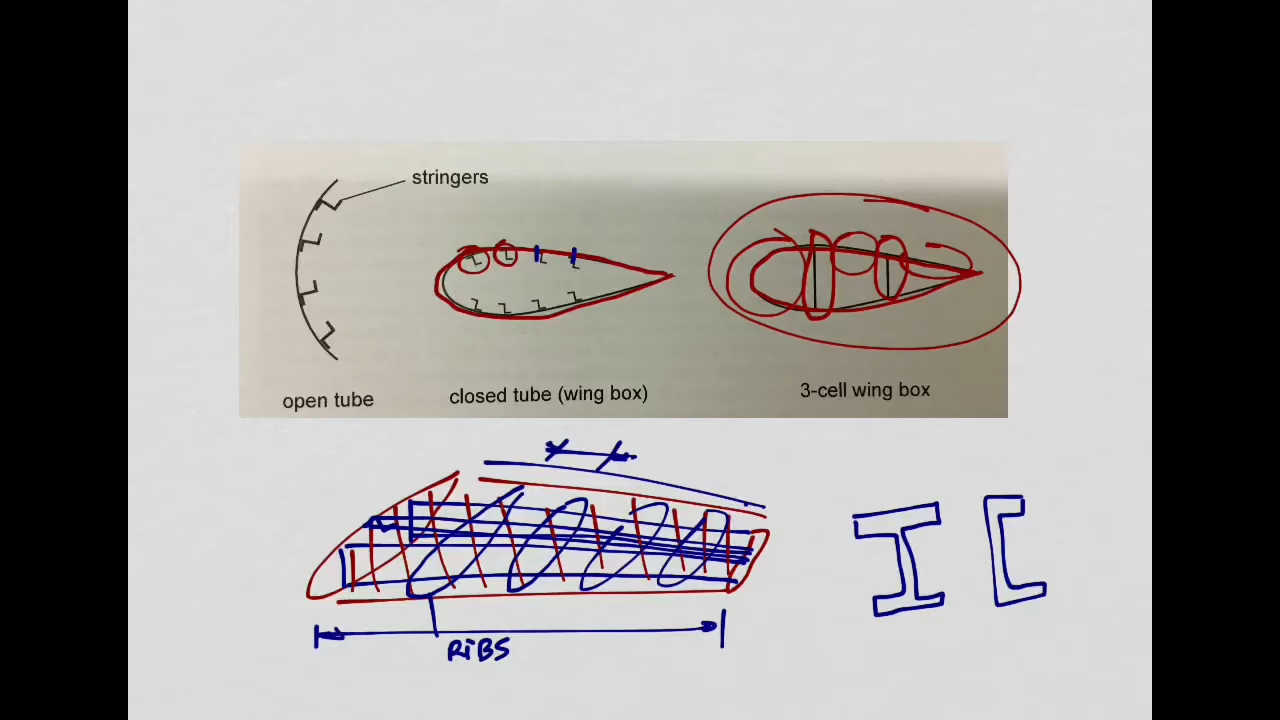 stringers
open tube
closed tube (wing box)
3-cell wing box
RiBS